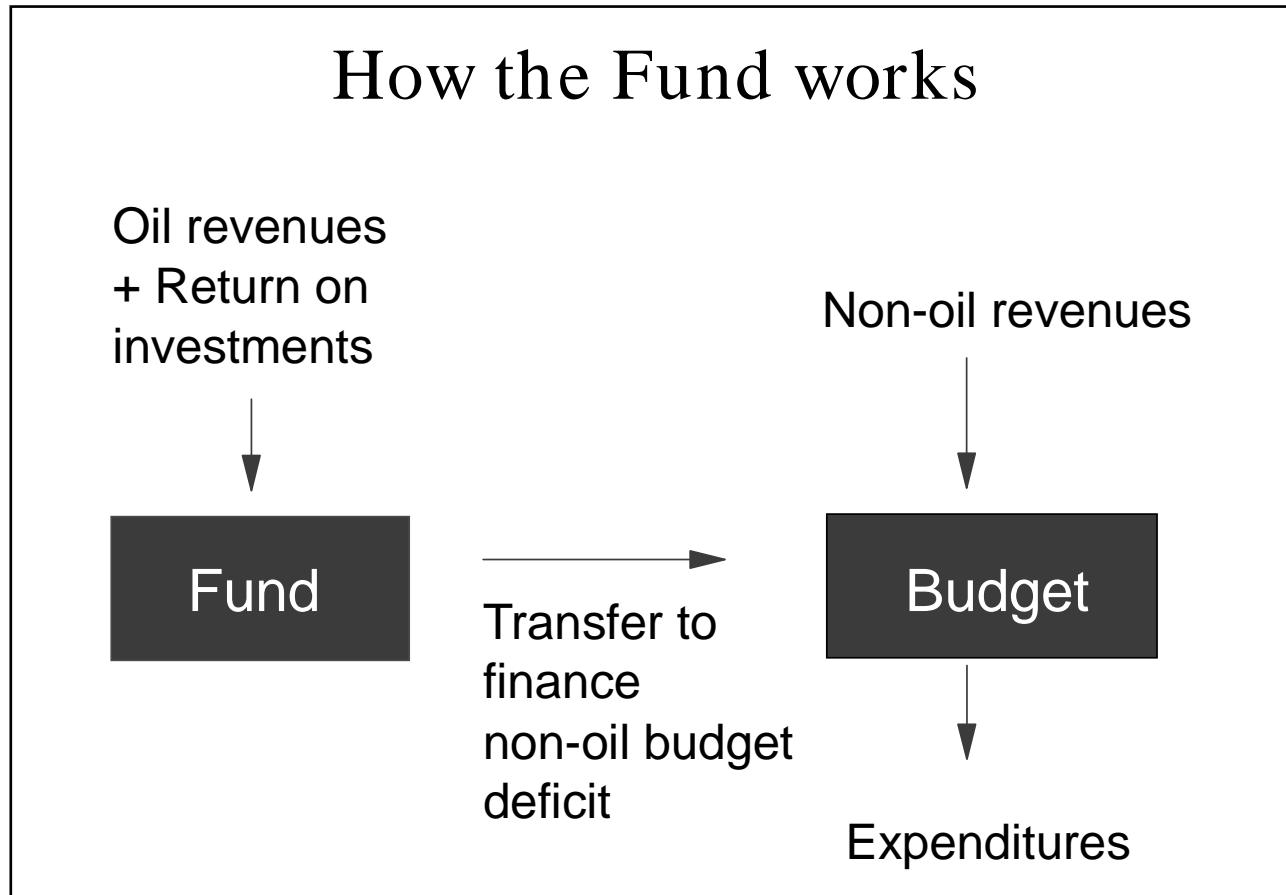 How the Fund works
Oil revenues
+ Return on
investments
Non-oil revenues
Fund
Budget
Transfer to
finance
non-oil budget
deficit
Expenditures